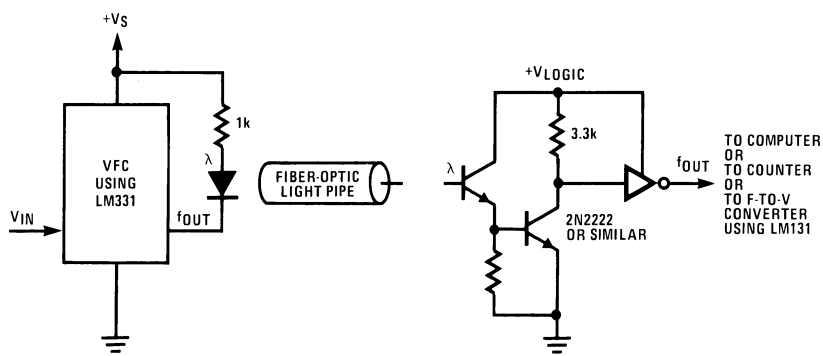 +VS
1k
λ
VFC
USING
LM331
VIN
fOUT
FIBER-OPTIC
LIGHT PIPE
+VLOGIC
3.3k
λ
2N2222
OR SIMILAR
fOUT
TO COMPUTER
OR
TO COUNTER
OR
TO F-TO-V
CONVERTER
USING LM131